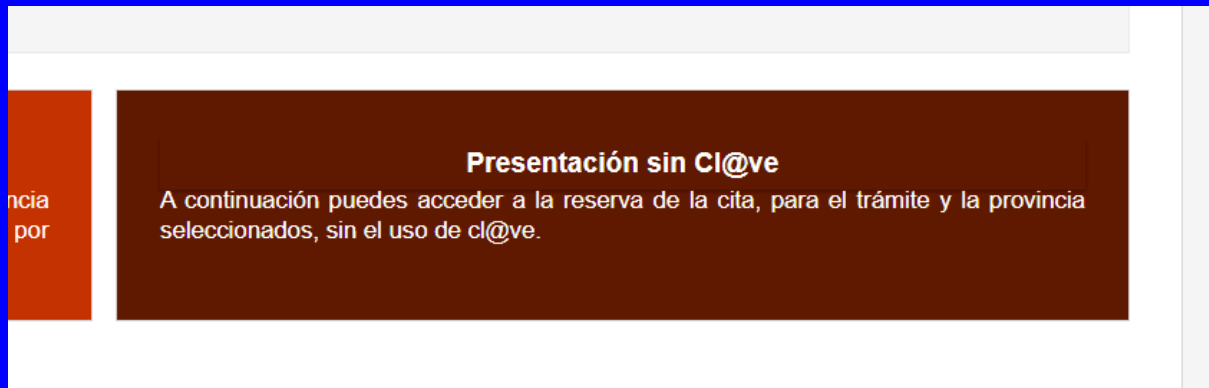 ncia
por
Presentación sin Cl@ve
A continuación puedes acceder a la reserva de la cita, para el trámite y la provincia
seleccionados, sin el uso de cl@ve.